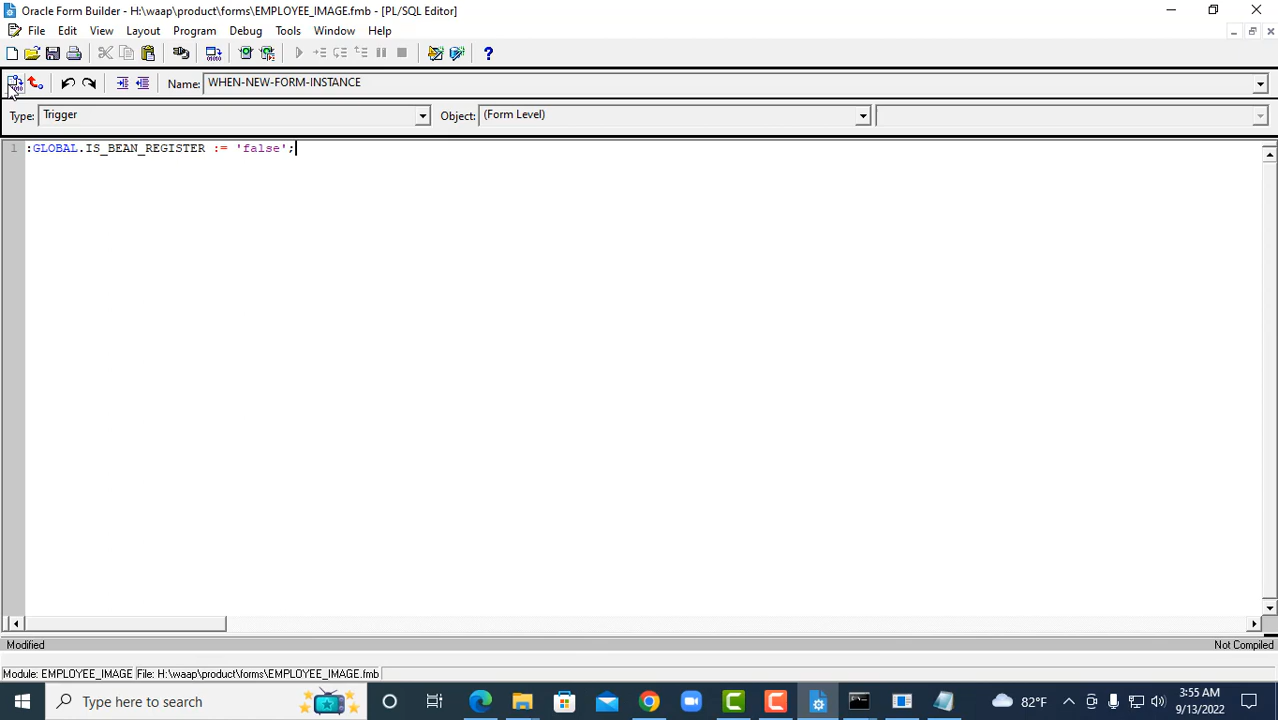 Oracle Form Builder - H:\waap\product\forms\EMPLOYEE_IMAGE.fmb - [PL/SQL Editor]
File Edit View Layout Program Debug Tools Window Help
Name: WHEN-NEW-FORM-INSTANCE
Type: Trigger Object: (Form Level)
1 :GLOBAL.IS_BEAN_REGISTER := 'false';
Modified Not Compiled
Module: EMPLOYEE_IMAGE File: H:\waap\product\forms\EMPLOYEE_IMAGE.fmb
Type here to search 82°F 3:55 AM
9/13/2022